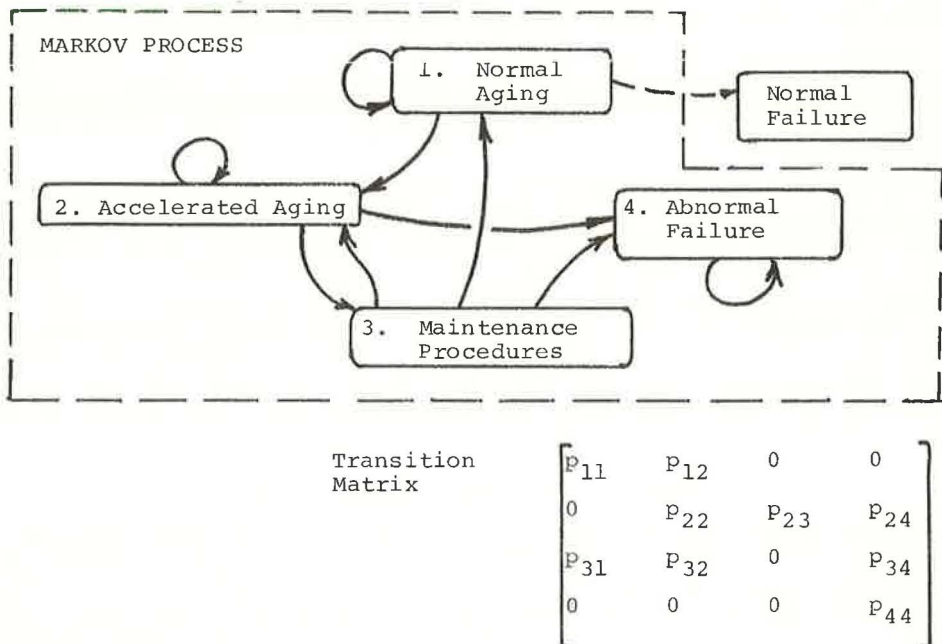 MARKOV PROCESS
1. Normal
Aging
Normal
Failure
2. Accelerated Aging
4. Abnormal
Failure
3. Maintenance
Procedures
Transition
Matrix
p11 p12 0 0
0 p22 p23 p24
p31 p32 0 p34
0 0 0 p44